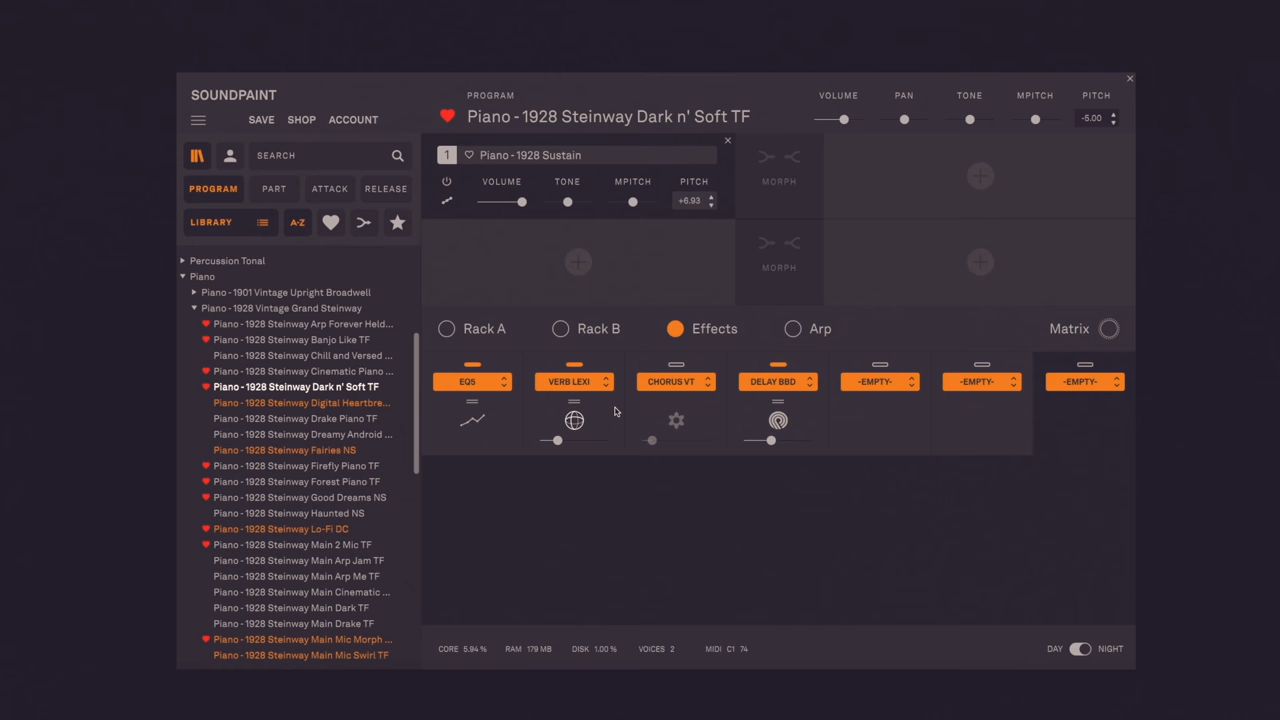 SOUNDPAINT
SAVE SHOP ACCOUNT
PROGRAM
Piano - 1928 Steinway Dark n' Soft TF
VOLUME PAN TONE MPITCH PITCH
-5.00
SEARCH
PROGRAM PART ATTACK RELEASE
LIBRARY A-Z
1 Piano - 1928 Sustain
VOLUME TONE MPITCH PITCH
+6.93
MORPH
MORPH
Percussion Tonal
Piano
Piano - 1901 Vintage Upright Broadwell
Piano - 1928 Vintage Grand Steinway
Piano - 1928 Steinway Arp Forever Held...
Piano - 1928 Steinway Banjo Like TF
Piano - 1928 Steinway Chill and Versed ...
Piano - 1928 Steinway Cinematic Piano ...
Piano - 1928 Steinway Dark n' Soft TF
Piano - 1928 Steinway Digital Heartbre...
Piano - 1928 Steinway Drake Piano TF
Piano - 1928 Steinway Dreamy Android ...
Piano - 1928 Steinway Fairies NS
Piano - 1928 Steinway Firefly Piano TF
Piano - 1928 Steinway Forest Piano TF
Piano - 1928 Steinway Good Dreams NS
Piano - 1928 Steinway Haunted NS
Piano - 1928 Steinway Lo-Fi DC
Piano - 1928 Steinway Main 2 Mic TF
Piano - 1928 Steinway Main Arp Jam TF
Piano - 1928 Steinway Main Arp Me TF
Piano - 1928 Steinway Main Cinematic ...
Piano - 1928 Steinway Main Dark TF
Piano - 1928 Steinway Main Drake TF
Piano - 1928 Steinway Main Mic Morph ...
Piano - 1928 Steinway Main Mic Swirl TF
Rack A Rack B Effects Arp Matrix
EQ5 VERB LEXI CHORUS VT DELAY BBD -EMPTY- -EMPTY- -EMPTY-
CORE 5.94 % RAM 179 MB DISK 1.00 % VOICES 2 MIDI C1 74
DAY NIGHT